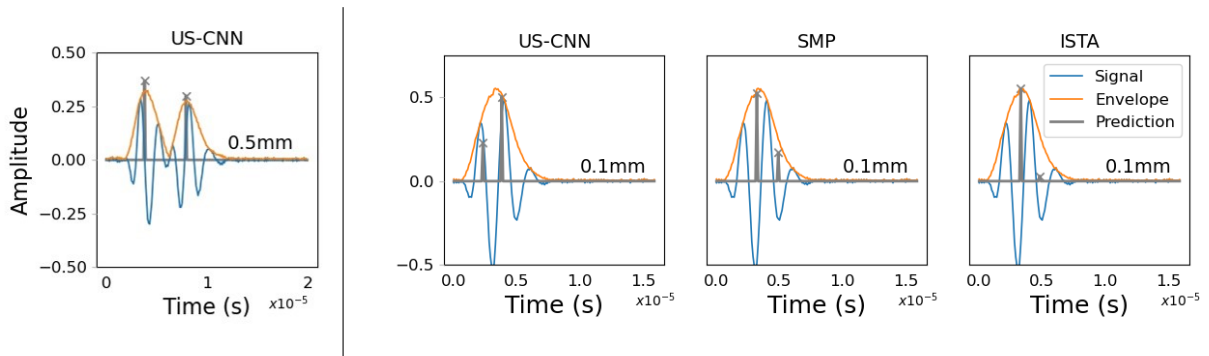 US-CNN
0.50
0.25
0.00
-0.25
-0.50
Amplitude
0.5mm
0
1
2
Time (s)
x10⁻⁵
US-CNN
0.5
0.0
-0.5
0.1mm
0.0 0.5 1.0 1.5
Time (s)
x10⁻⁵
SMP
0.1mm
0.0 0.5 1.0 1.5
Time (s)
x10⁻⁵
ISTA
Signal
Envelope
Prediction
0.1mm
0.0 0.5 1.0 1.5
Time (s)
x10⁻⁵